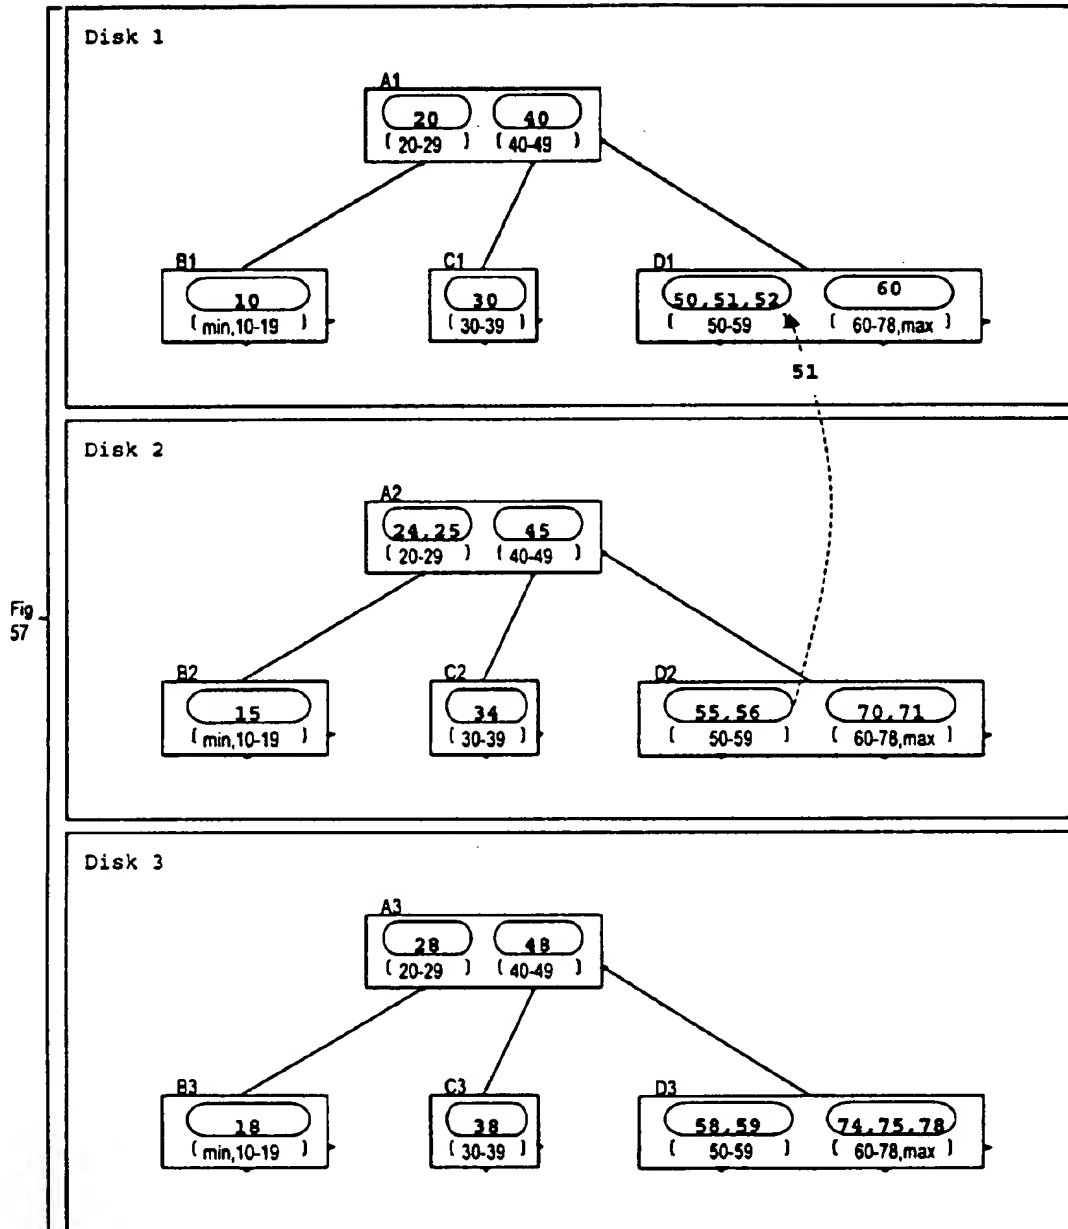 Disk 1
A1
20 40
( 20-29 ) ( 40-49 )
B1 C1 D1
10 30 50,51,52 60
( min,10-19 ) ( 30-39 ) ( 50-59 ) ( 60-78,max )
51
Disk 2
A2
24,25 45
( 20-29 ) ( 40-49 )
Fig
57
B2 C2 D2
15 34 55,56 70,71
( min,10-19 ) ( 30-39 ) ( 50-59 ) ( 60-78,max )
Disk 3
A3
28 48
( 20-29 ) ( 40-49 )
B3 C3 D3
18 38 58,59 74,75,78
( min,10-19 ) ( 30-39 ) ( 50-59 ) ( 60-78,max )